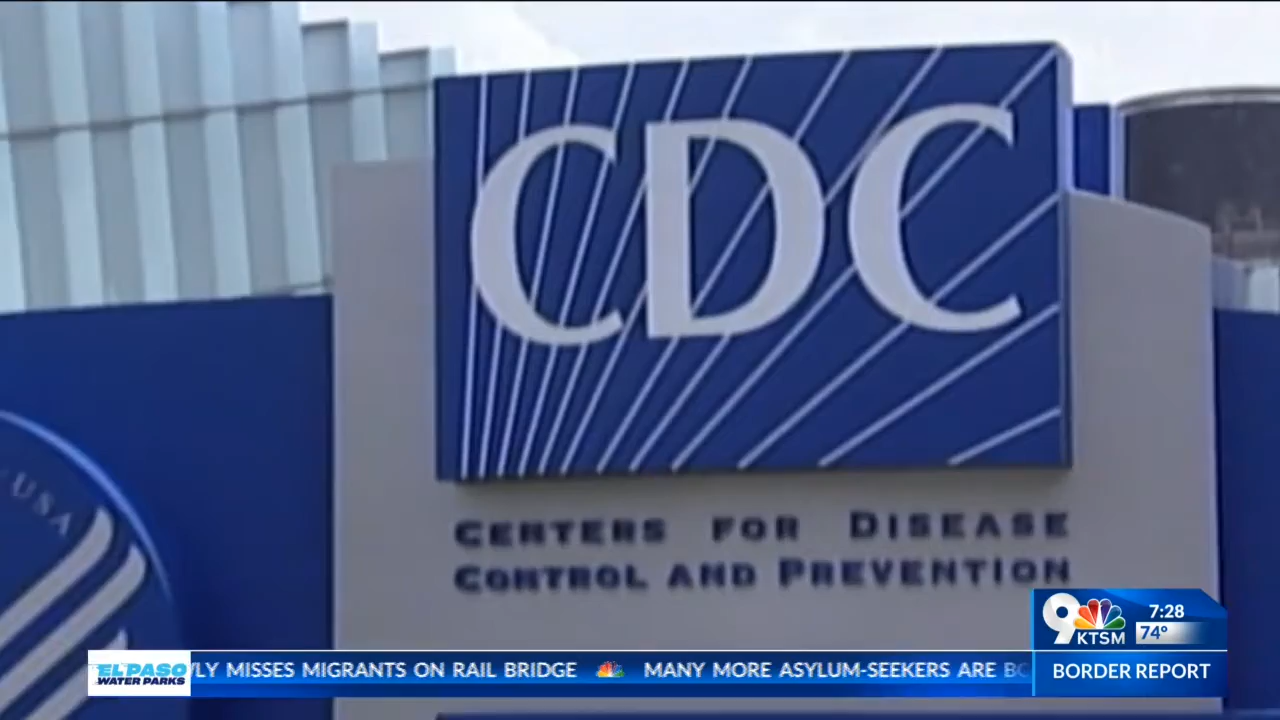 CDC
CENTERS FOR DISEASE
CONTROL AND PREVENTION
USA
9
KTSM
7:28
74°
EL PASO
WATER PARKS
LY MISSES MIGRANTS ON RAIL BRIDGE
MANY MORE ASYLUM-SEEKERS ARE
BORDER REPORT